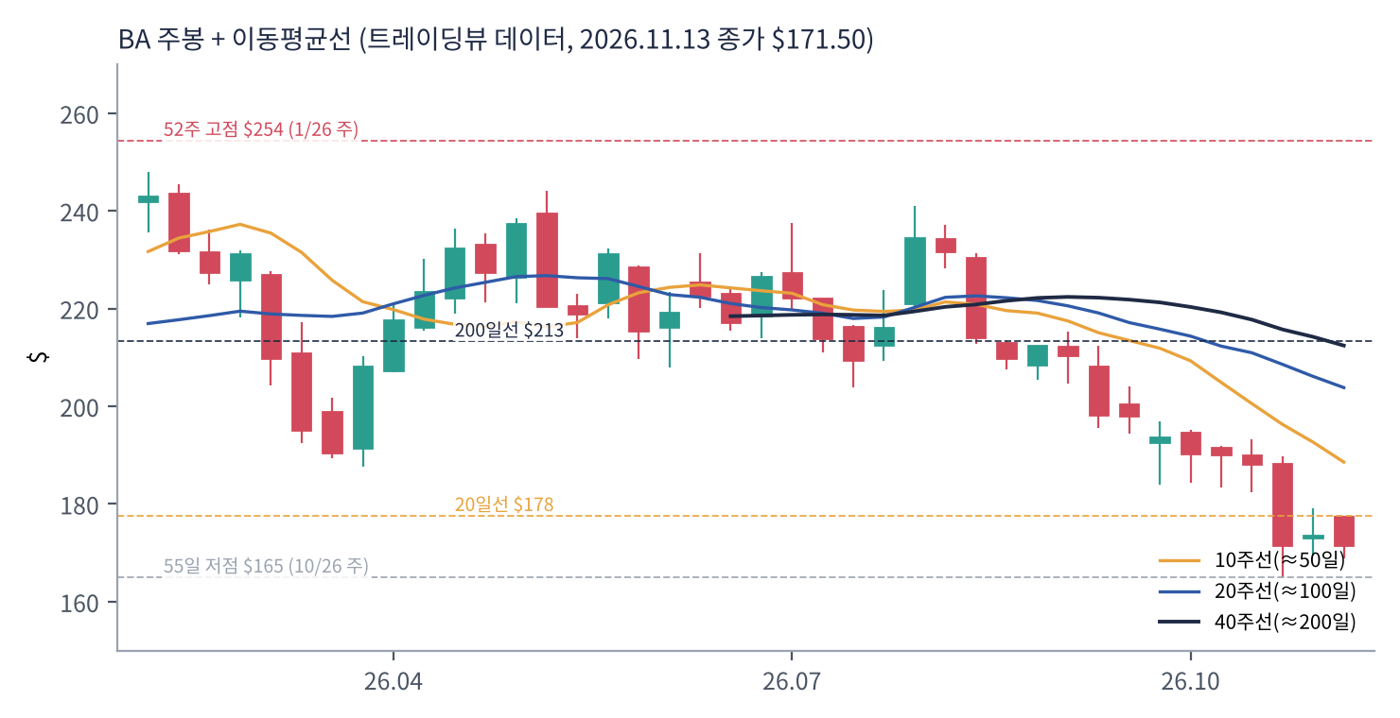 BA 주봉 + 이동평균선 (트레이딩뷰 데이터, 2026.11.13 종가 $171.50)
260
52주 고점 $254 (1/26 주)
240
220
200일선 $213
$
200
20일선 $178
180
55일 저점 $165 (10/26 주)
10주선(≈50일)
20주선(≈100일)
160
40주선(≈200일)
26.04
26.07
26.10